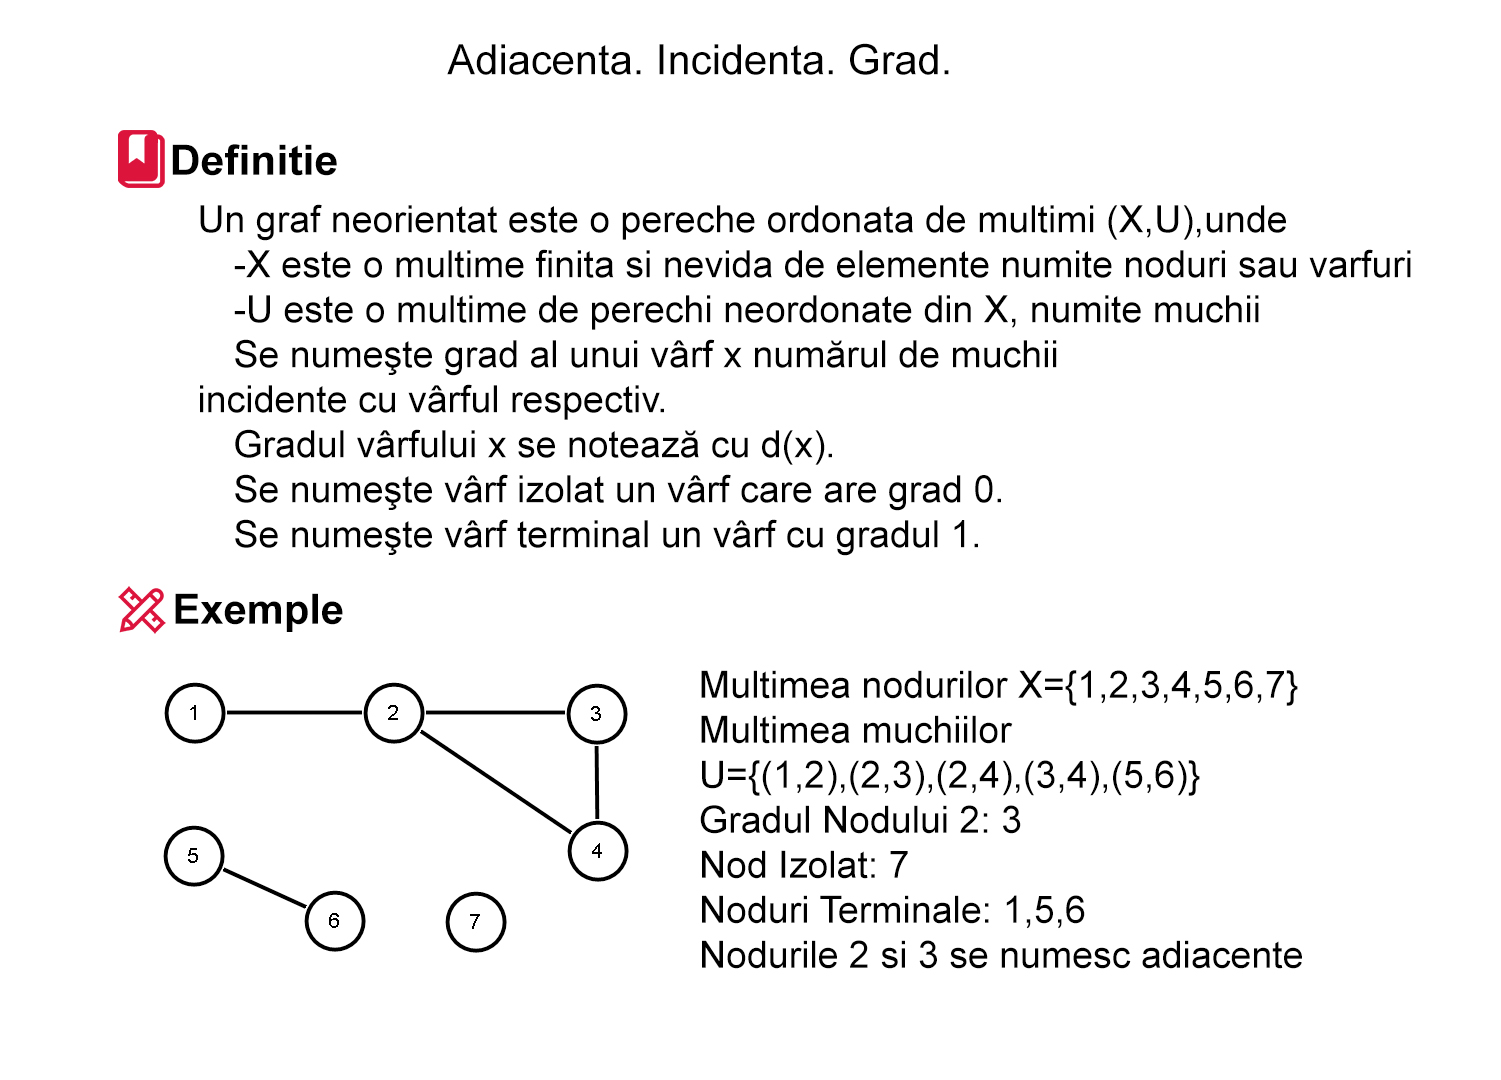 Adiacenta. Incidenta. Grad.
Definitie
Un graf neorientat este o pereche ordonata de multimi (X,U),unde
-X este o multime finita si nevida de elemente numite noduri sau varfuri
-U este o multime de perechi neordonate din X, numite muchii
Se numeşte grad al unui vârf x numărul de muchii
incidente cu vârful respectiv.
Gradul vârfului x se notează cu d(x).
Se numeşte vârf izolat un vârf care are grad 0.
Se numeşte vârf terminal un vârf cu gradul 1.
Exemple
1
2
3
5
4
6
7
Multimea nodurilor X={1,2,3,4,5,6,7}
Multimea muchiilor
U={(1,2),(2,3),(2,4),(3,4),(5,6)}
Gradul Nodului 2: 3
Nod Izolat: 7
Noduri Terminale: 1,5,6
Nodurile 2 si 3 se numesc adiacente